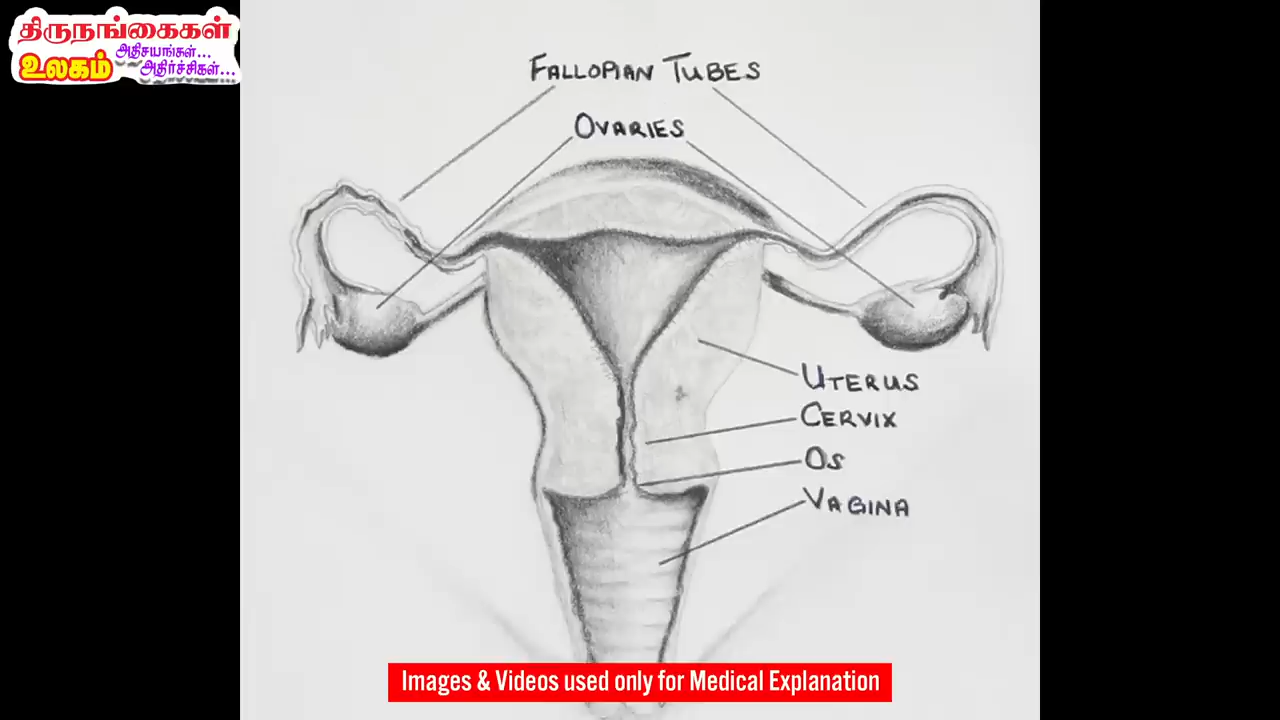 திருநங்கைகள்
அதிசயங்கள்...
உலகம்
அதிர்ச்சிகள்...
FALLOPIAN TUBES
OVARIES
UTERUS
CERVIX
OS
VAGINA
Images & Videos used only for Medical Explanation